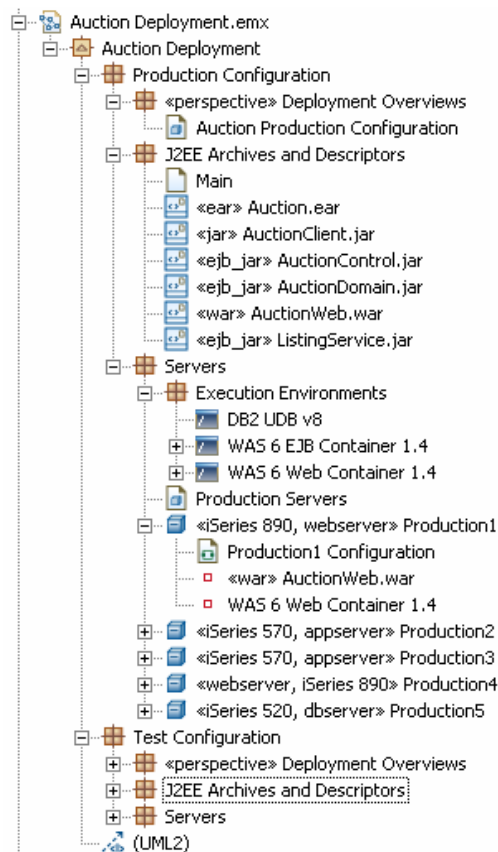 Auction Deployment.emx
Auction Deployment
Production Configuration
«perspective» Deployment Overviews
Auction Production Configuration
J2EE Archives and Descriptors
Main
«ear» Auction.ear
«jar» AuctionClient.jar
«ejb_jar» AuctionControl.jar
«ejb_jar» AuctionDomain.jar
«war» AuctionWeb.war
«ejb_jar» ListingService.jar
Servers
Execution Environments
DB2 UDB v8
WAS 6 EJB Container 1.4
WAS 6 Web Container 1.4
Production Servers
«iSeries 890, webserver» Production1
Production1 Configuration
«war» AuctionWeb.war
WAS 6 Web Container 1.4
«iSeries 570, appserver» Production2
«iSeries 570, appserver» Production3
«webserver, iSeries 890» Production4
«iSeries 520, dbserver» Production5
Test Configuration
«perspective» Deployment Overviews
J2EE Archives and Descriptors
Servers
(UML2)